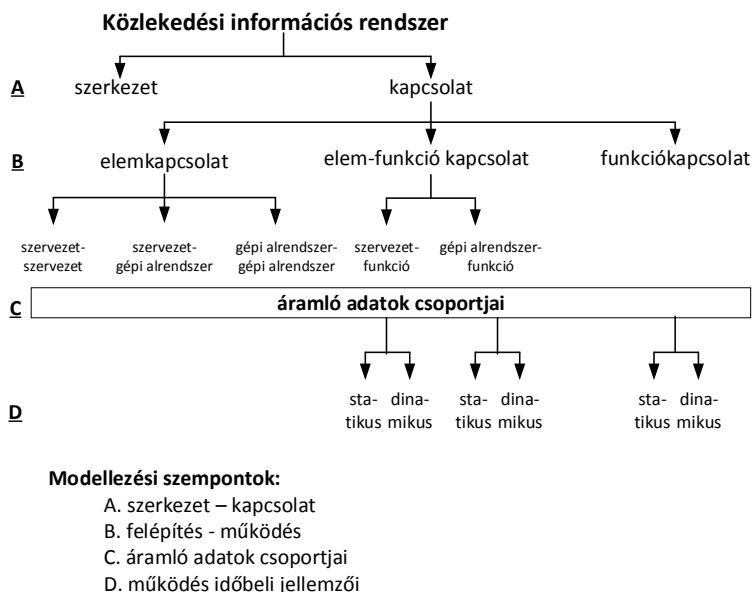 Közlekedési információs rendszer
A szerkezet kapcsolat
B elemkapcsolat elem-funkció kapcsolat funkciókapcsolat
szervezet- szervezet- gépi alrendszer- szervezet- gépi alrendszer-
szervezet gépi alrendszer gépi alrendszer funkció funkció
C áramló adatok csoportjai
sta- dina- sta- dina- sta- dina-
D tikus mikus tikus mikus tikus mikus
Modellezési szempontok:
A. szerkezet – kapcsolat
B. felépítés - működés
C. áramló adatok csoportjai
D. működés időbeli jellemzői